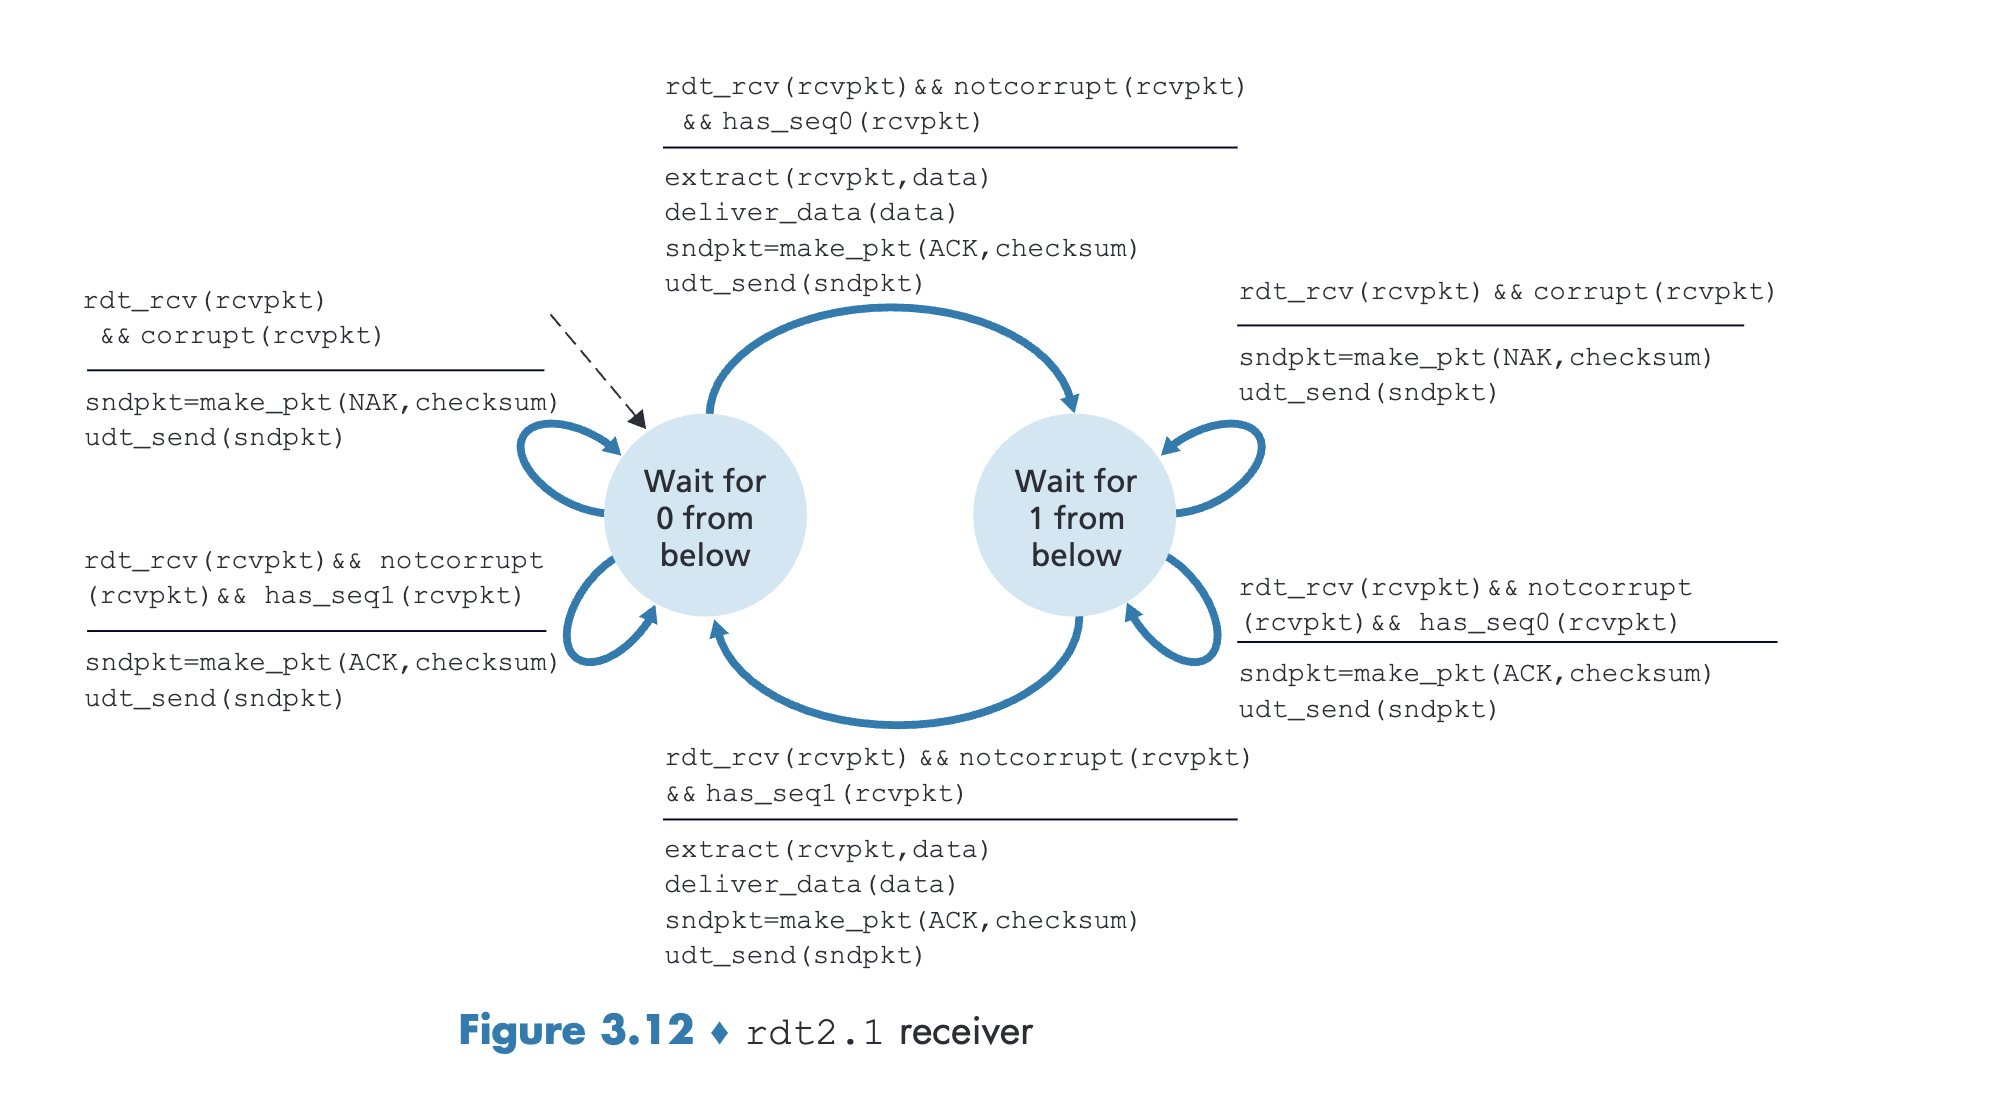 rdt_rcv(rcvpkt)&& notcorrupt(rcvpkt)
&& has_seq0(rcvpkt)
extract(rcvpkt,data)
deliver_data(data)
sndpkt=make_pkt(ACK,checksum)
udt_send(sndpkt)
rdt_rcv(rcvpkt)
&& corrupt(rcvpkt)
sndpkt=make_pkt(NAK,checksum)
udt_send(sndpkt)
rdt_rcv(rcvpkt) && corrupt(rcvpkt)
sndpkt=make_pkt(NAK,checksum)
udt_send(sndpkt)
Wait for
0 from
below
Wait for
1 from
below
rdt_rcv(rcvpkt)&& notcorrupt
(rcvpkt)&& has_seq1(rcvpkt)
sndpkt=make_pkt(ACK,checksum)
udt_send(sndpkt)
rdt_rcv(rcvpkt)&& notcorrupt
(rcvpkt)&& has_seq0(rcvpkt)
sndpkt=make_pkt(ACK,checksum)
udt_send(sndpkt)
rdt_rcv(rcvpkt) && notcorrupt(rcvpkt)
&& has_seq1(rcvpkt)
extract(rcvpkt,data)
deliver_data(data)
sndpkt=make_pkt(ACK,checksum)
udt_send(sndpkt)
Figure 3.12 ♦ rdt2.1 receiver